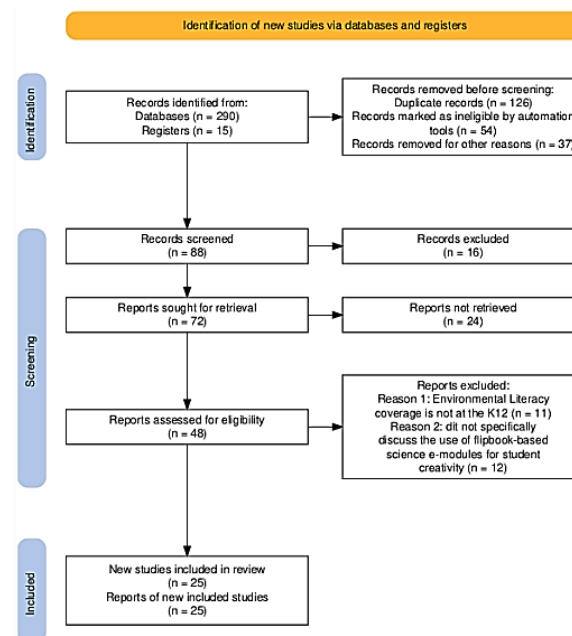 Identification of new studies via databases and registers
Identification
Records identified from:
Databases (n = 290)
Registers (n = 15)
Records removed before screening:
Duplicate records (n = 126)
Records marked as ineligible by automation
tools (n = 54)
Records removed for other reasons (n = 37)
Screening
Records screened
(n = 88)
Records excluded
(n = 16)
Reports sought for retrieval
(n = 72)
Reports not retrieved
(n = 24)
Reports assessed for eligibility
(n = 48)
Reports excluded:
Reason 1: Environmental Literacy
coverage is not at the K12 (n = 11)
Reason 2: dit not specifically
discuss the use of flipbook-based
science e-modules for student
creativity (n = 12)
Included
New studies included in review
(n = 25)
Reports of new included studies
(n = 25)